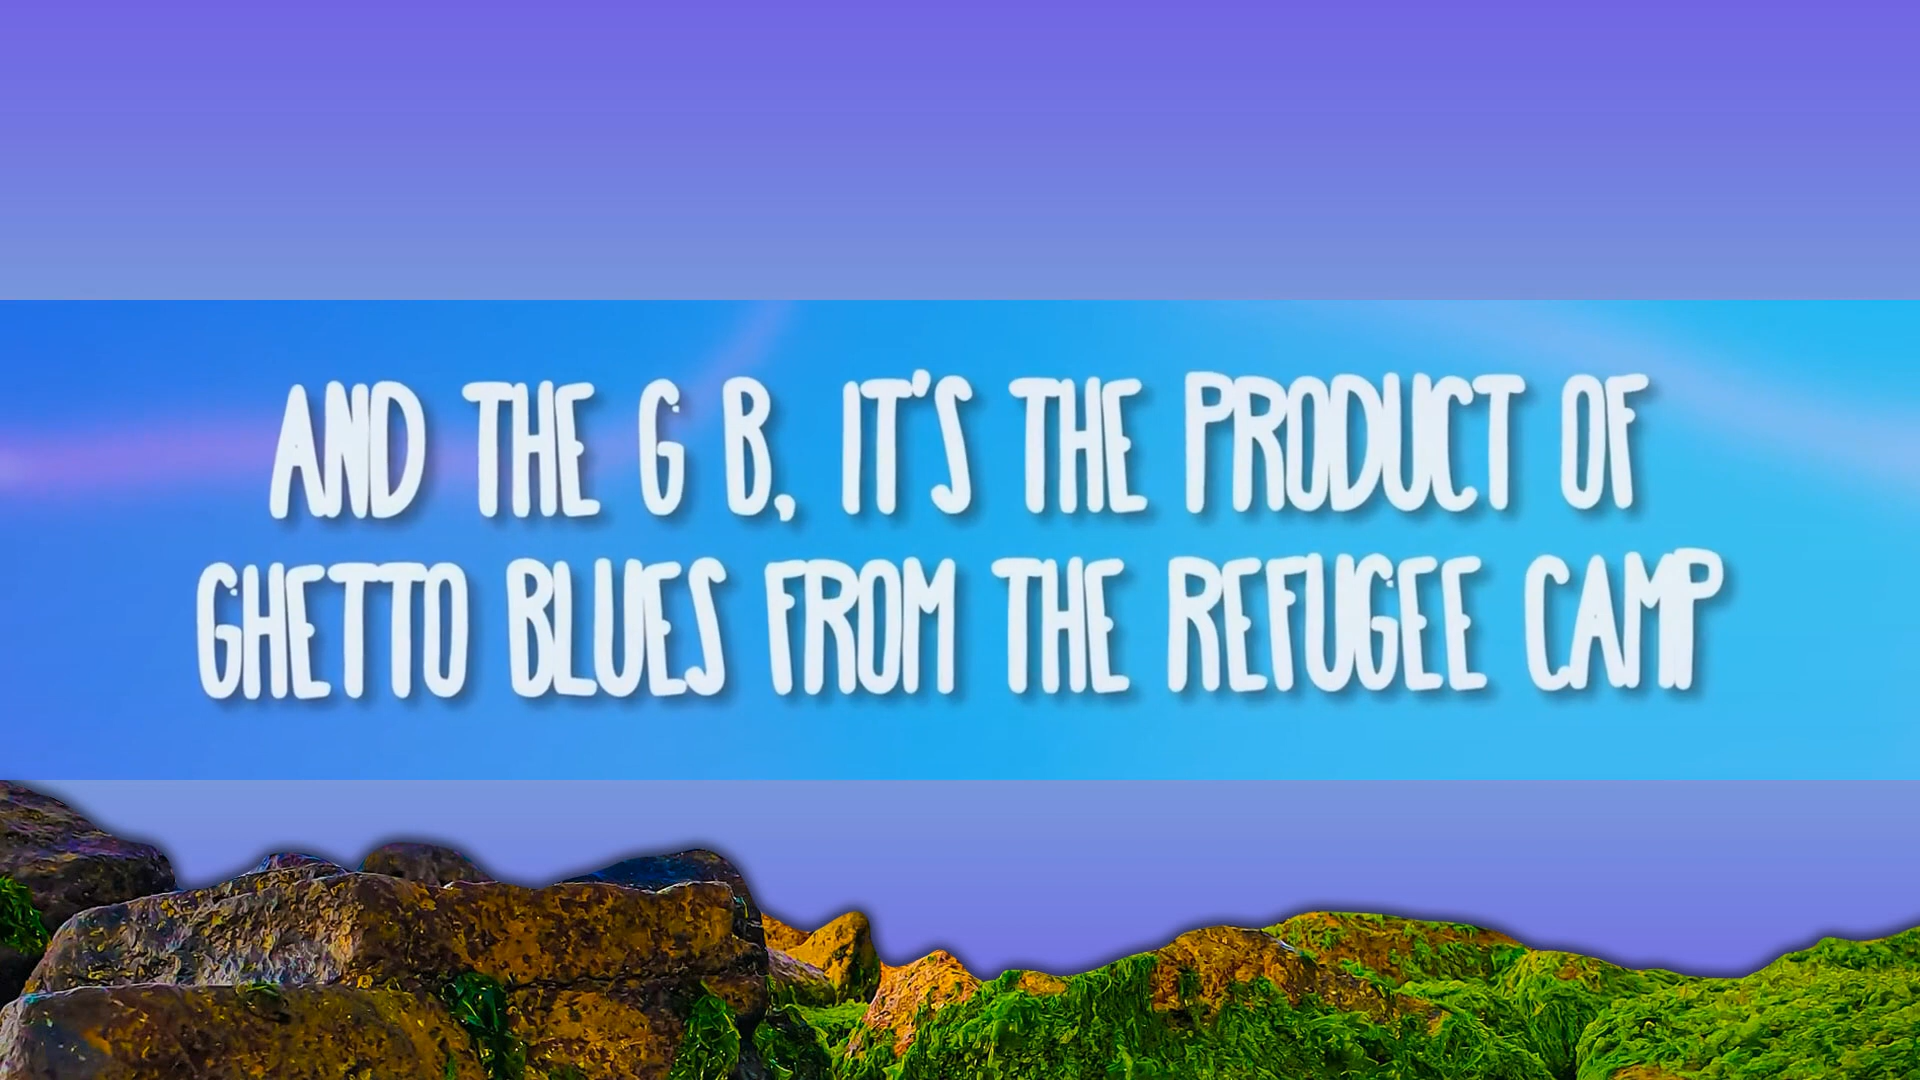 AND THE G B, IT'S THE PRODUCT OF
GHETTO BLUES FROM THE REFUGEE CAMP